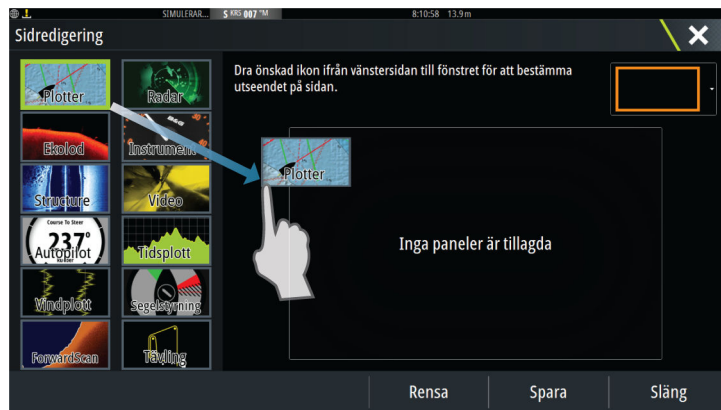 SIMULERAR... S KRS 007 °M 8:10:58 13.9 m
Sidredigering
Dra önskad ikon ifrån vänstersidan till fönstret för att bestämma
utseendet på sidan.
Plotter Radar
Ekolod Instrument
Structure Video
Course To Steer
237°
Autopilot Tidsplott
Vindplott Segelstyrning
ForwardScan Tävling
Plotter
Inga paneler är tillagda
Rensa Spara Släng